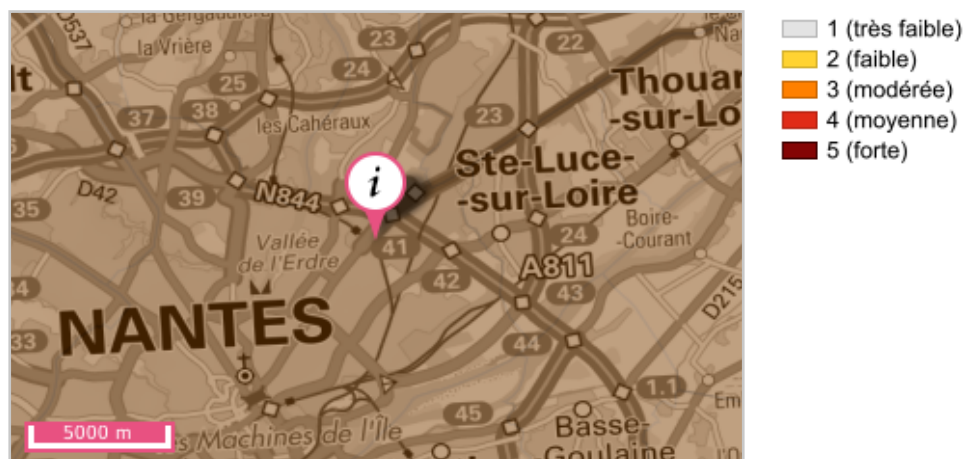 D537
la Gergaudière
la Vrière
23
22
24
25
37
38
les Cahéraux
23
Thouar
-sur-Lo
Ste-Luce-
-sur-Loire
i
D42
39
N844
35
Boire-
-Courant
Vallée
de l'Erdre
41
24
A811
42
43
D215
NANTES
33
44
1.1
45
Em
Basse-
Goulaine
5000 m
s Machines de l'Île
1 (très faible)
2 (faible)
3 (modérée)
4 (moyenne)
5 (forte)